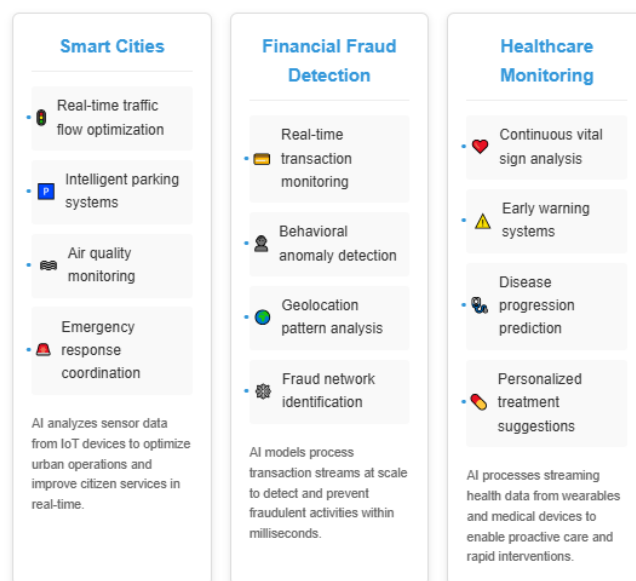 Smart Cities
Real-time traffic
flow optimization
P
Intelligent parking
systems
Air quality
monitoring
Emergency
response
coordination
AI analyzes sensor data
from IoT devices to optimize
urban operations and
improve citizen services in
real-time.
Financial Fraud
Detection
Real-time
transaction
monitoring
Behavioral
anomaly detection
Geolocation
pattern analysis
Fraud network
identification
AI models process
transaction streams at scale
to detect and prevent
fraudulent activities within
milliseconds.
Healthcare
Monitoring
Continuous vital
sign analysis
Early warning
systems
Disease
progression
prediction
Personalized
treatment
suggestions
AI processes streaming
health data from wearables
and medical devices to
enable proactive care and
rapid interventions.